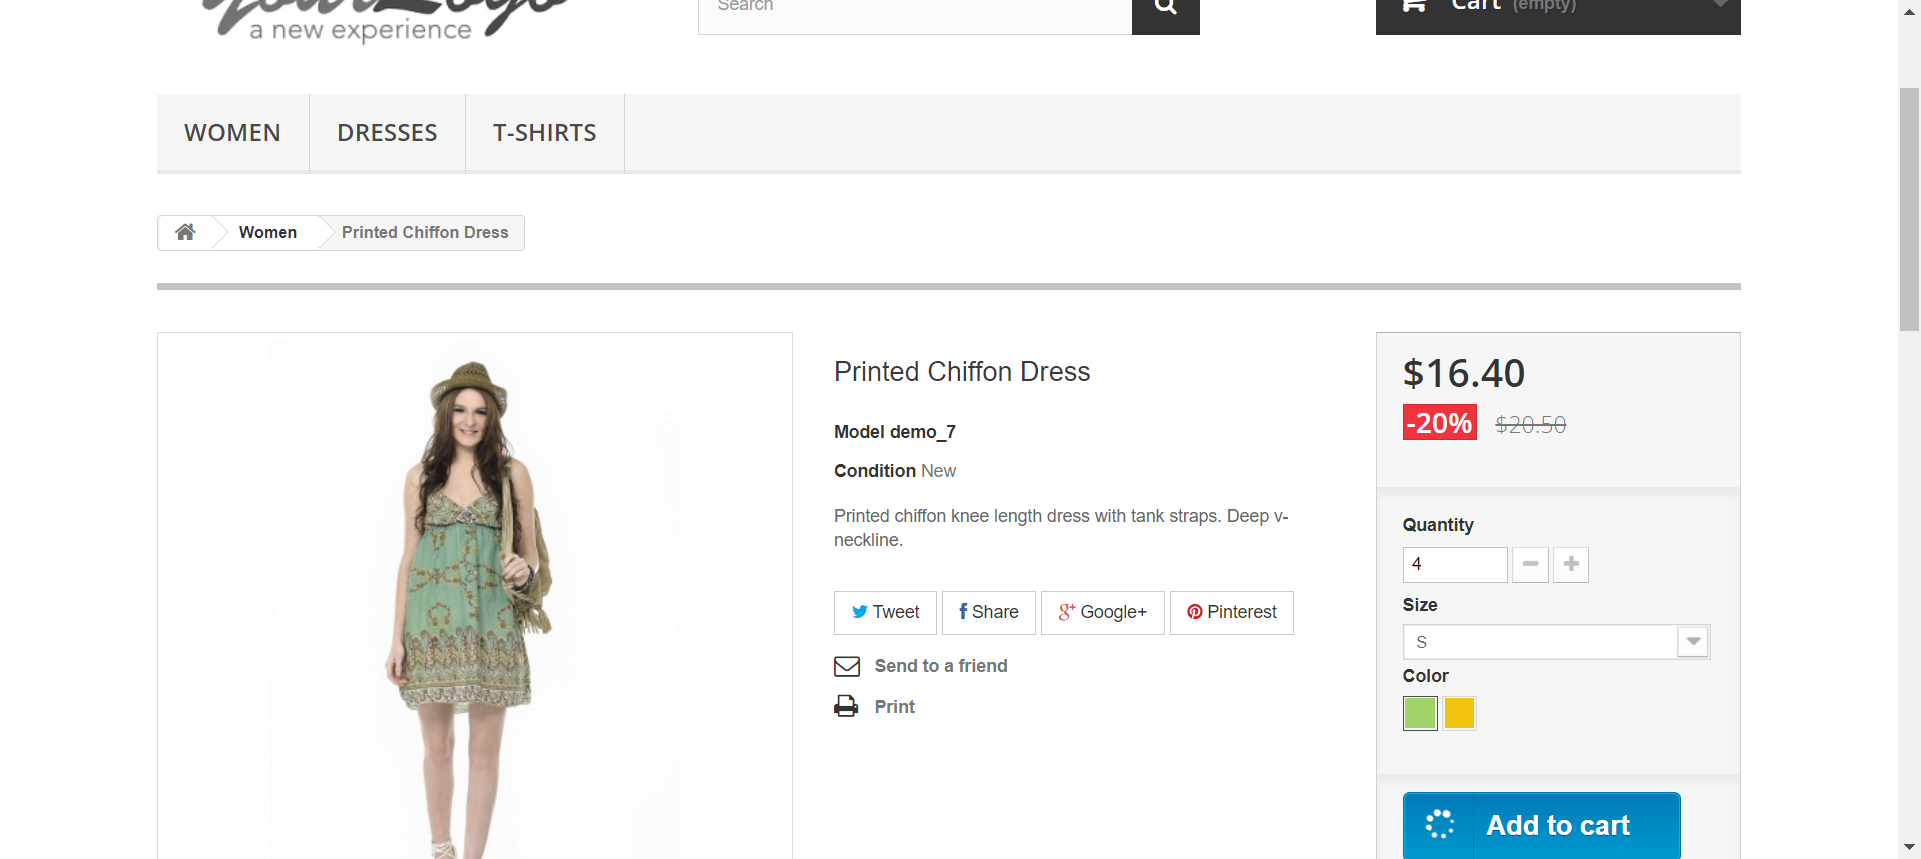 yourLogo
a new experience
Search
Cart (empty)
WOMEN
DRESSES
T-SHIRTS
Women
Printed Chiffon Dress
Printed Chiffon Dress
Model demo_7
Condition New
Printed chiffon knee length dress with tank straps. Deep v-
neckline.
Tweet
Share
Google+
Pinterest
Send to a friend
Print
$16.40
-20% $20.50
Quantity
4
Size
S
Color
Add to cart